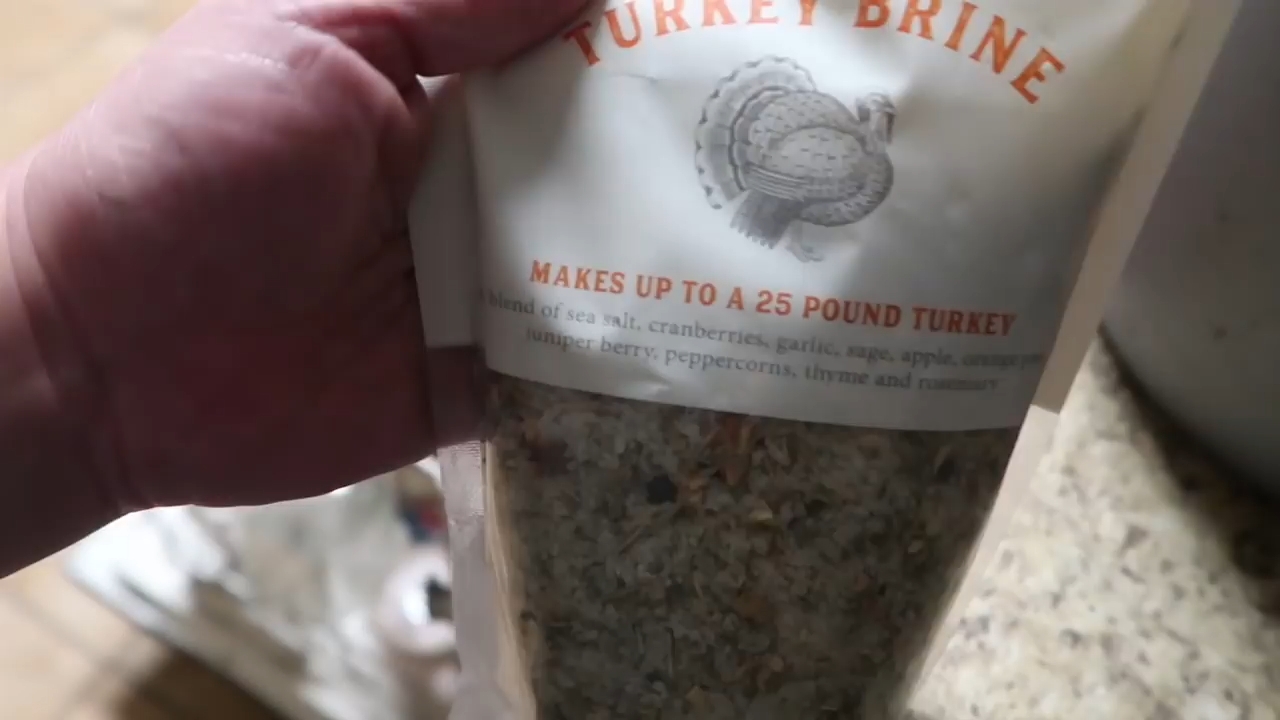 TURKEY BRINE
MAKES UP TO A 25 POUND TURKEY
blend of sea salt, cranberries, garlic, sage, apple, orange
juniper berry, peppercorns, thyme and rosemary